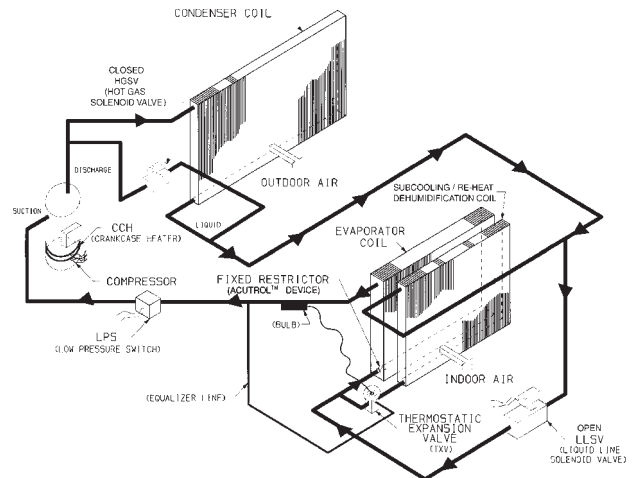 CONDENSER COIL
CLOSED
HGSV
(HOT GAS
SOLENOID VALVE)
DISCHARGE
OUTDOOR AIR
SUBCOOLING / RE-HEAT
DEHUMIDIFICATION COIL
SUCTION
LIQUID
EVAPORATOR
COIL
CCH
(CRANKCASE HEATER)
COMPRESSOR
FIXED RESTRICTOR
(ACUTROL™ DEVICE)
(BULB)
LPS
(LOW PRESSURE SWITCH)
INDOOR AIR
(EQUALIZER LINE)
THERMOSTATIC
EXPANSION
VALVE
(TXV)
OPEN
LLSV
(LIQUID LINE
SOLENOID VALVE)